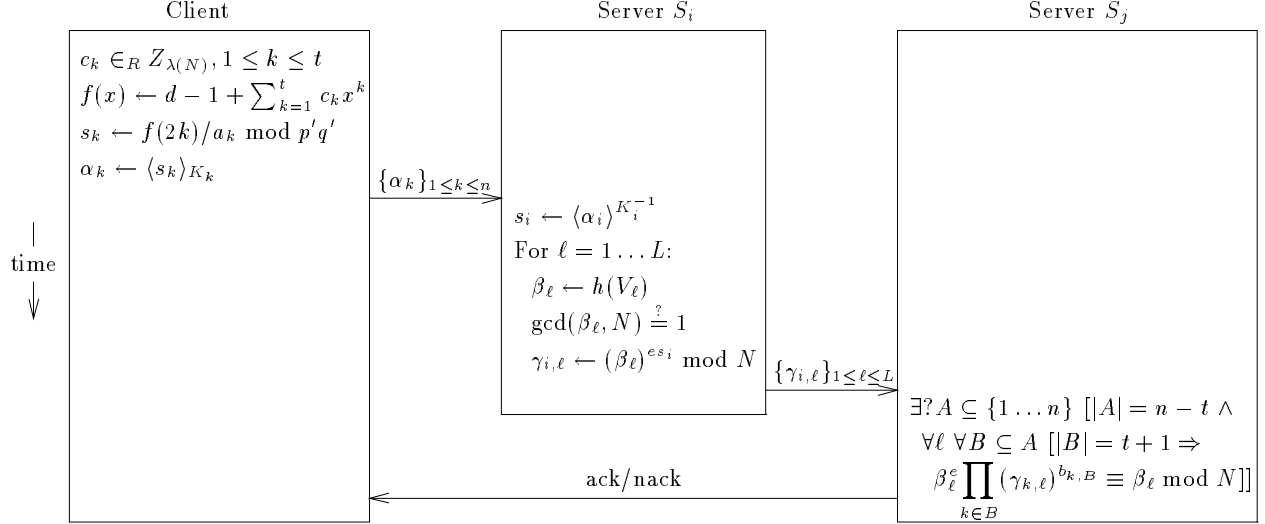 Client
Server S_i
Server S_j
c_k ∈_R Z_{λ(N)}, 1 ≤ k ≤ t
f(x) ← d − 1 + ∑_{k=1}^{t} c_k x^k
s_k ← f(2k)/a_k mod p′q′
α_k ← ⟨s_k⟩_{K_k}
{α_k}_{1≤k≤n}
s_i ← ⟨α_i⟩^{K_i^{−1}}
For ℓ = 1 . . . L:
β_ℓ ← h(V_ℓ)
gcd(β_ℓ, N) ≟ 1
γ_{i,ℓ} ← (β_ℓ)^{es_i} mod N
time
{γ_{i,ℓ}}_{1≤ℓ≤L}
∃? A ⊆ {1 . . . n} [|A| = n − t ∧
∀ℓ ∀B ⊆ A [|B| = t + 1 ⇒
β_ℓ^e ∏_{k∈B} (γ_{k,ℓ})^{b_{k,B}} ≡ β_ℓ mod N]]
ack/nack